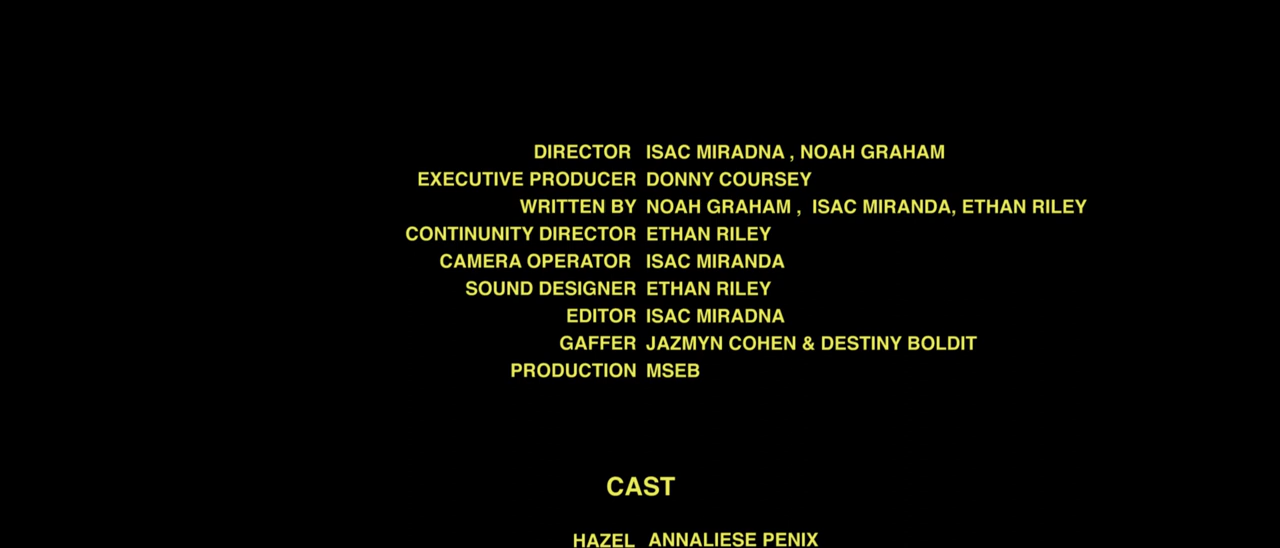 DIRECTOR ISAC MIRADNA , NOAH GRAHAM
EXECUTIVE PRODUCER DONNY COURSEY
WRITTEN BY NOAH GRAHAM , ISAC MIRANDA, ETHAN RILEY
CONTINUNITY DIRECTOR ETHAN RILEY
CAMERA OPERATOR ISAC MIRANDA
SOUND DESIGNER ETHAN RILEY
EDITOR ISAC MIRADNA
GAFFER JAZMYN COHEN & DESTINY BOLDIT
PRODUCTION MSEB
CAST
HAZEL ANNALIESE PENIX